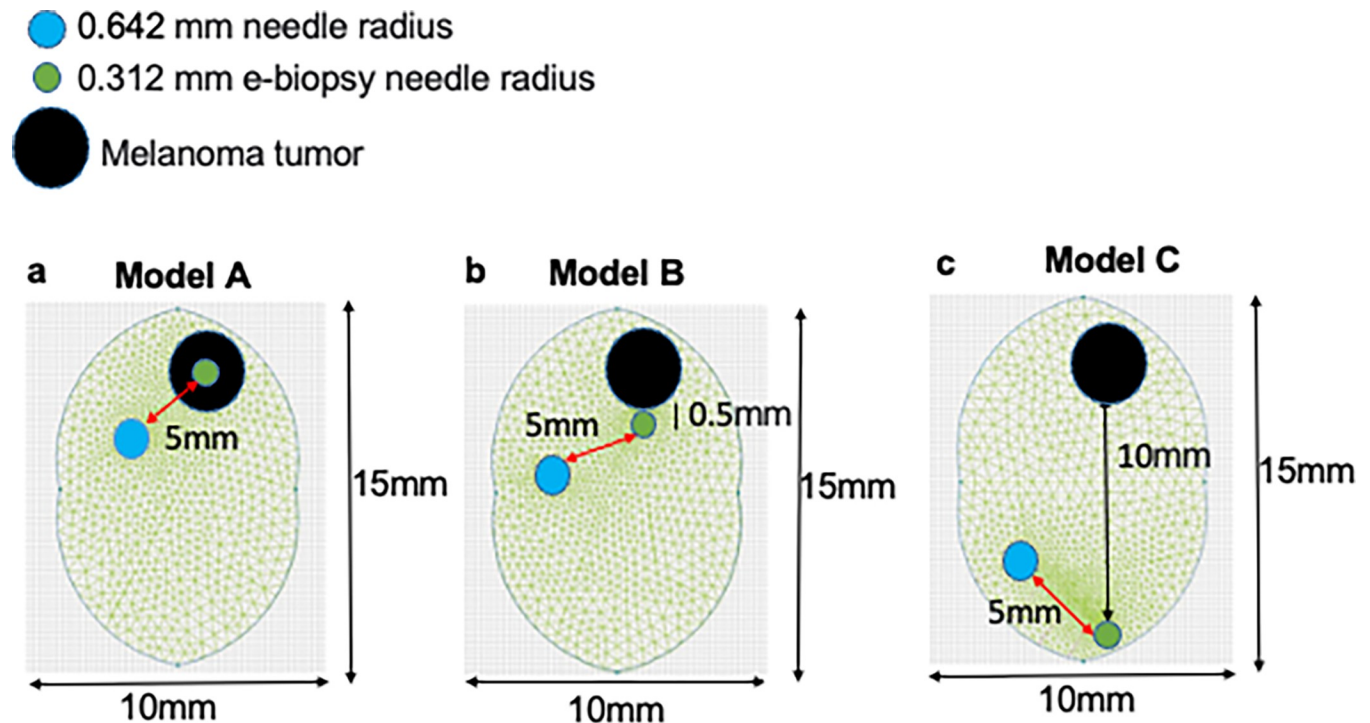 0.642 mm needle radius
0.312 mm e-biopsy needle radius
Melanoma tumor
a Model A
5mm
15mm
10mm
b Model B
5mm
0.5mm
15mm
10mm
c Model C
10mm
5mm
15mm
10mm